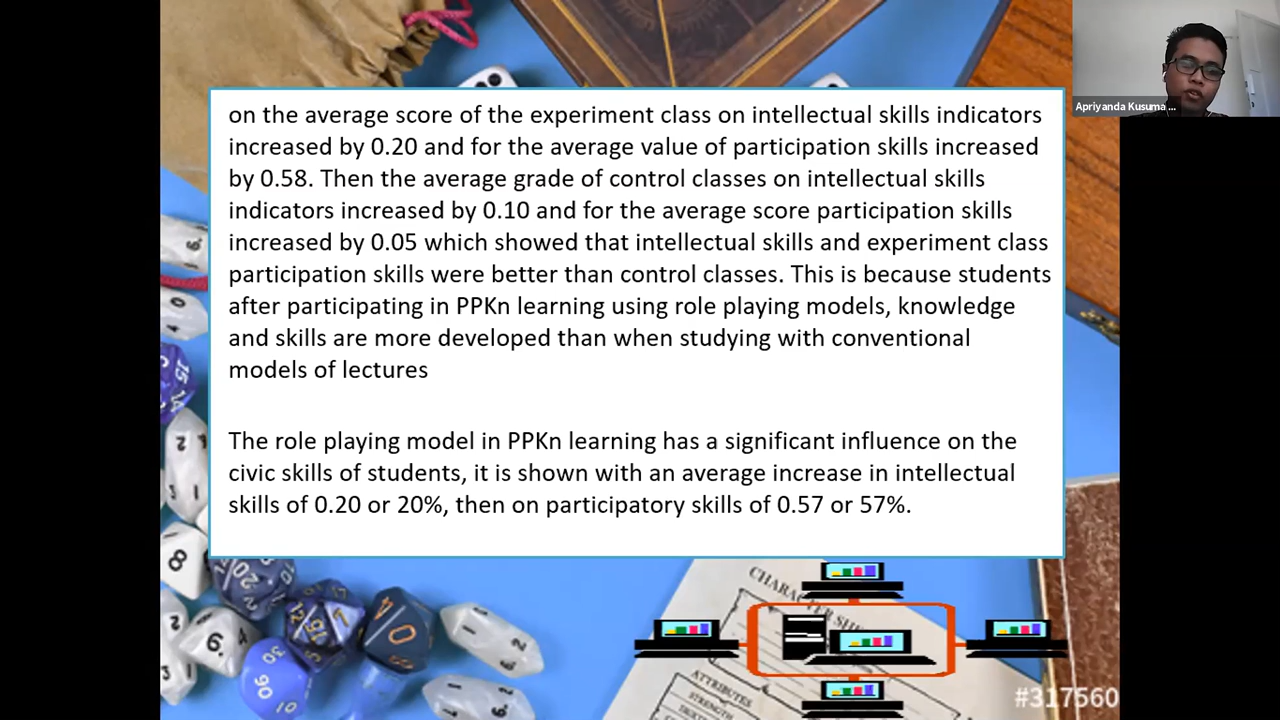 on the average score of the experiment class on intellectual skills indicators
increased by 0.20 and for the average value of participation skills increased
by 0.58. Then the average grade of control classes on intellectual skills
indicators increased by 0.10 and for the average score participation skills
increased by 0.05 which showed that intellectual skills and experiment class
participation skills were better than control classes. This is because students
after participating in PPKn learning using role playing models, knowledge
and skills are more developed than when studying with conventional
models of lectures
The role playing model in PPKn learning has a significant influence on the
civic skills of students, it is shown with an average increase in intellectual
skills of 0.20 or 20%, then on participatory skills of 0.57 or 57%.
Apriyanda Kusuma ...
CHARACTER
ATTRIBUTES
STRENGTH
#317560